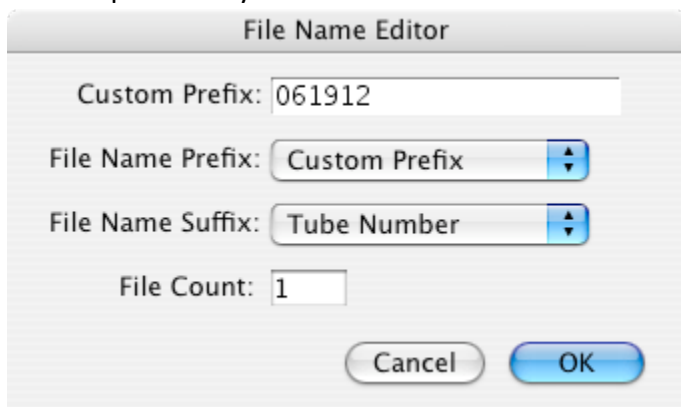 File Name Editor
Custom Prefix: 061912
File Name Prefix: Custom Prefix
File Name Suffix: Tube Number
File Count: 1
Cancel OK